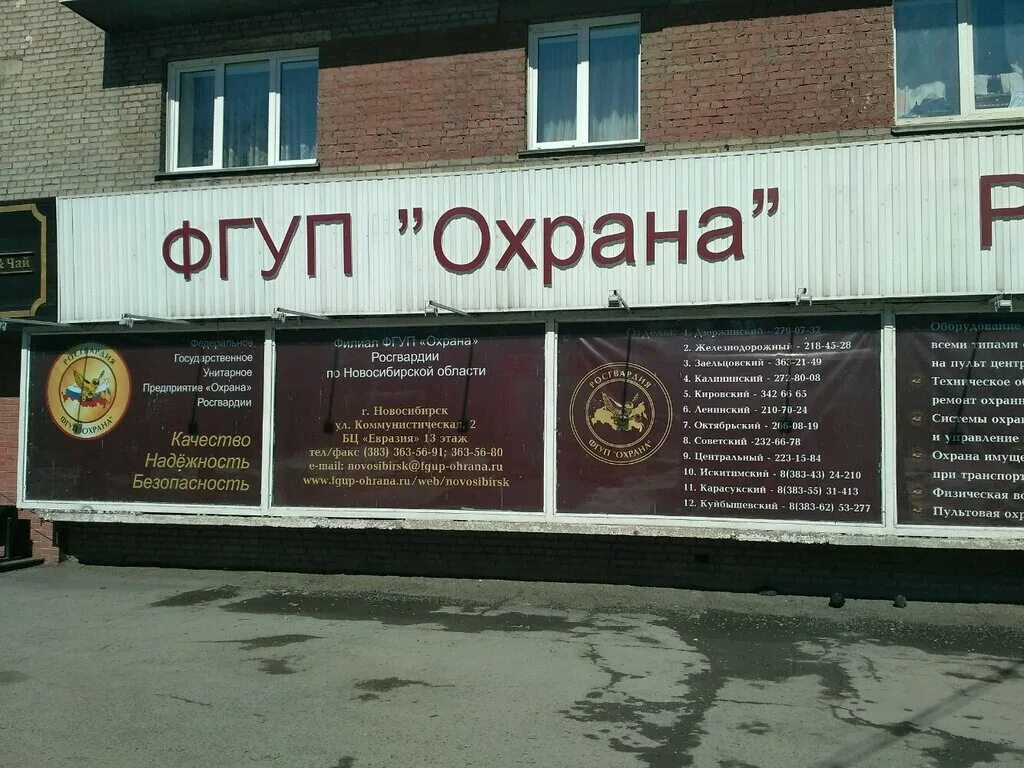 & Чай
ФГУП "Охрана"
Р
РОСГВАРДИЯ
ФГУП "ОХРАНА"
Федеральное
Государственное
Унитарное
Предприятие «Охрана»
Росгвардии
Качество
Надёжность
Безопасность
Филиал ФГУП «Охрана»
Росгвардии
по Новосибирской области
г. Новосибирск
ул. Коммунистическая, 2
БЦ «Евразия» 13 этаж
тел/факс (383) 363-56-91; 363-56-80
e-mail: novosibirsk@fgup-ohrana.ru
www.fgup-ohrana.ru/web/novosibirsk
РОСГВАРДИЯ
ФГУП "ОХРАНА"
Отделы:
1. Дзержинский - 279-07-32
2. Железнодорожный - 218-45-28
3. Заельцовский - 363-21-49
4. Калининский - 272-80-08
5. Кировский - 342 66 65
6. Ленинский - 210-70-24
7. Октябрьский - 266-08-19
8. Советский -232-66-78
9. Центральный - 223-15-84
10. Искитимский - 8(383-43) 24-210
11. Карасукский - 8(383-55) 31-413
12. Куйбышевский - 8(383-62) 53-277
Оборудование
всеми типами
на пульт цент
Техническое об
ремонт охранн
Системы охран
и управление
Охрана имуще
при транспорт
Физическая во
Пультовая охр